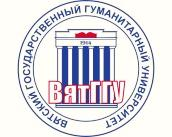 ВЯТСКИЙ ГОСУДАРСТВЕННЫЙ ГУМАНИТАРНЫЙ УНИВЕРСИТЕТ
1914
ВятГГУ